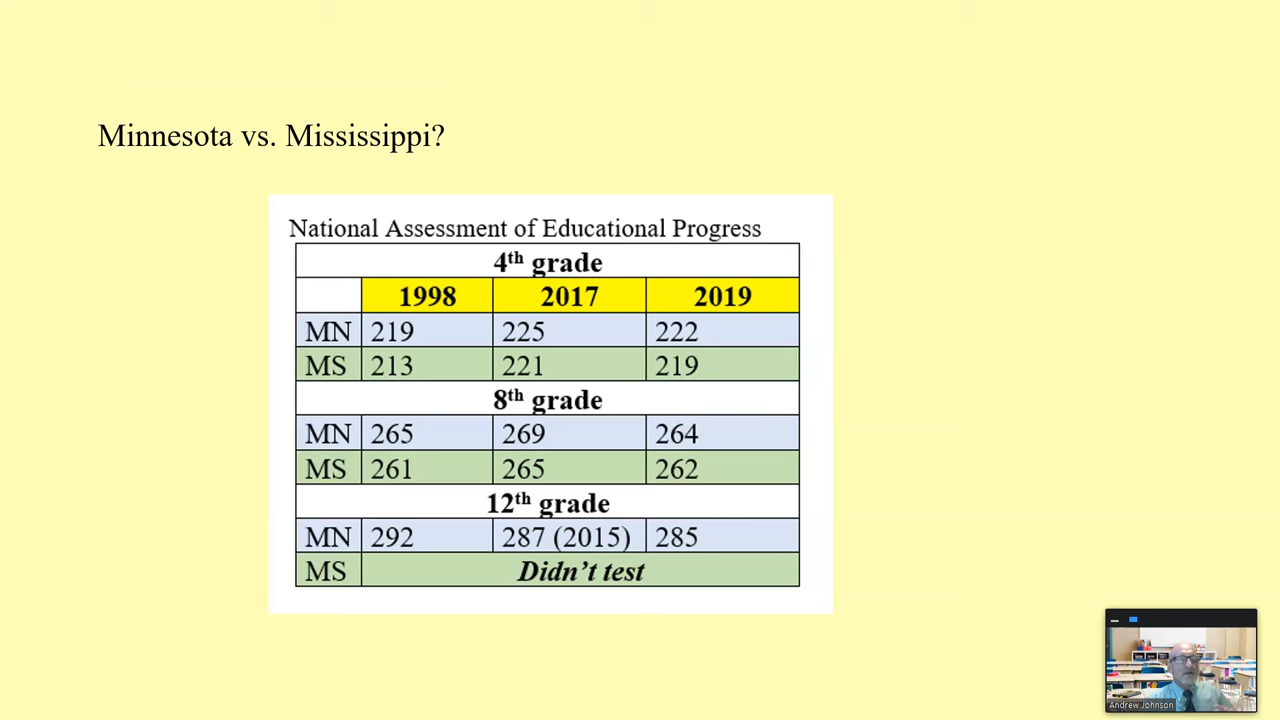 Minnesota vs. Mississippi?
National Assessment of Educational Progress
4th grade
1998 2017 2019
MN 219 225 222
MS 213 221 219
8th grade
MN 265 269 264
MS 261 265 262
12th grade
MN 292 287 (2015) 285
MS Didn't test
Andrew Johnson